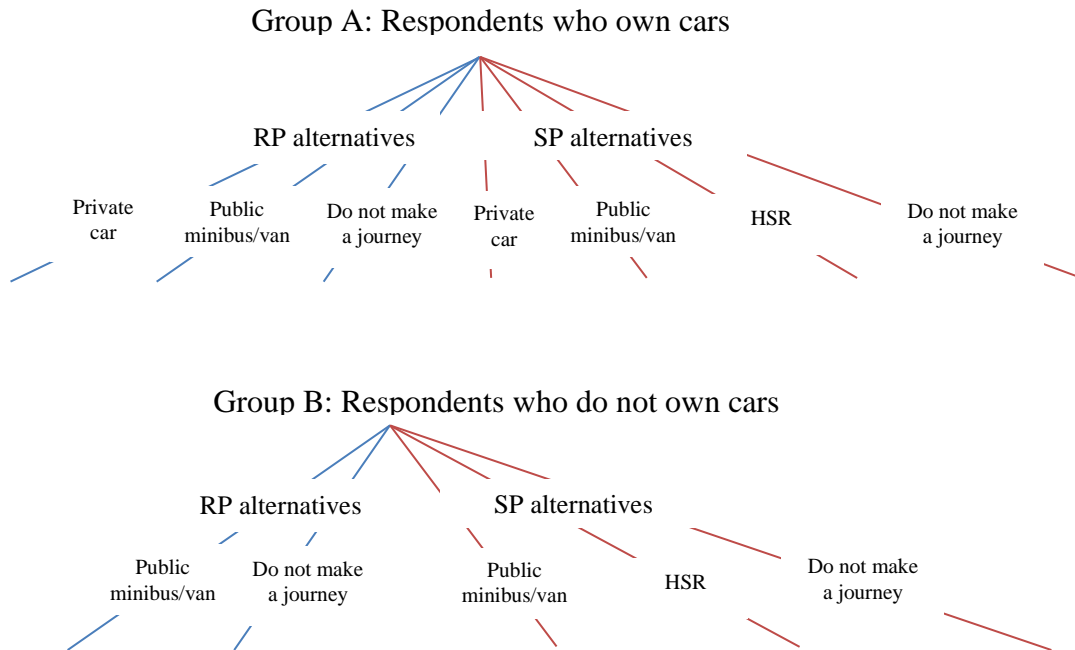 Group A: Respondents who own cars
RP alternatives
SP alternatives
Private
car
Public
minibus/van
Do not make
a journey
Private
car
Public
minibus/van
HSR
Do not make
a journey
Group B: Respondents who do not own cars
RP alternatives
SP alternatives
Public
minibus/van
Do not make
a journey
Public
minibus/van
HSR
Do not make
a journey